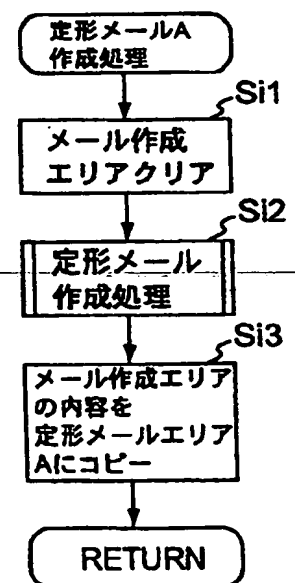 定形メールA
作成処理
Si1
メール作成
エリアクリア
Si2
定形メール
作成処理
Si3
メール作成エリア
の内容を
定形メールエリア
Aにコピー
RETURN